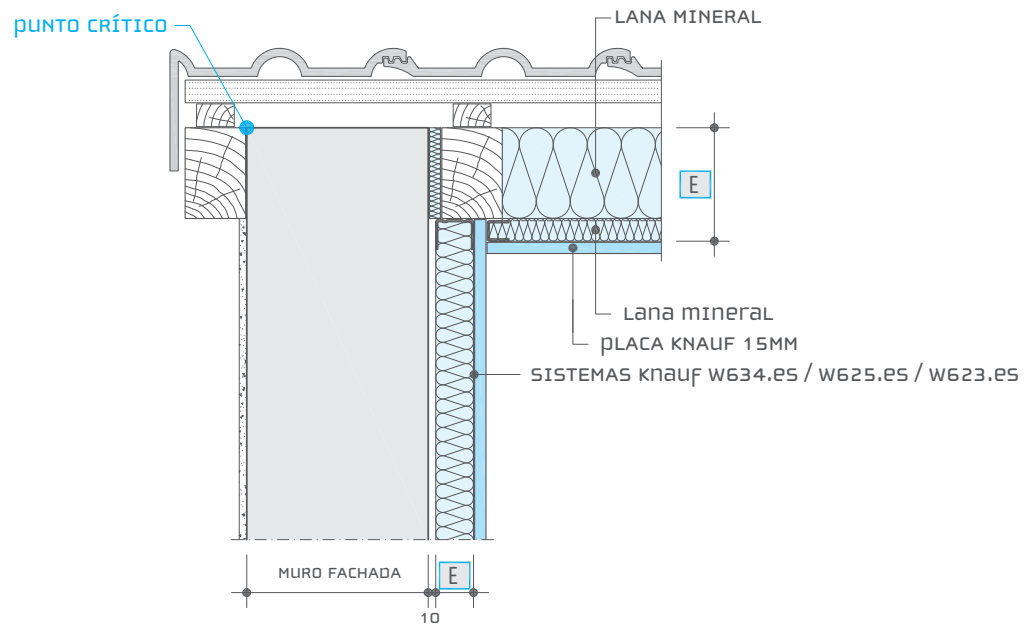 LANA MINERAL
PUNTO CRÍTICO
E
Lana mineral
PLACA KNAUF 15MM
SISTEMAS Knauf W634.es / W625.es / W623.es
MURO FACHADA
E
10